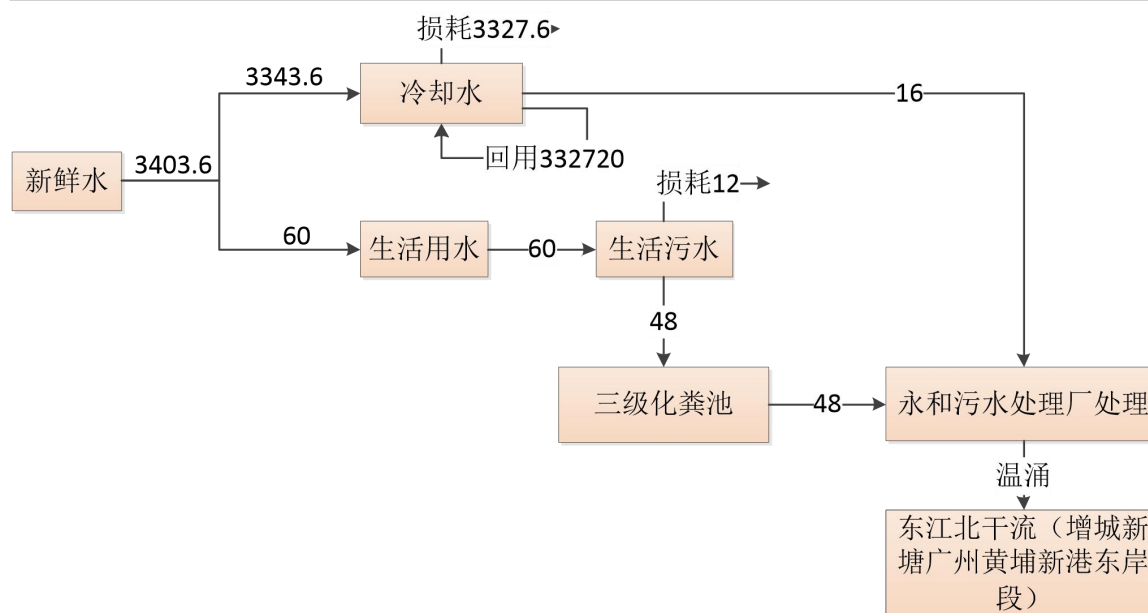 损耗3327.6
3343.6
冷却水
16
新鲜水
3403.6
回用332720
损耗12
60
生活用水
60
生活污水
48
三级化粪池
48
永和污水处理厂处理
温涌
东江北干流（增城新
塘广州黄埔新港东岸
段）